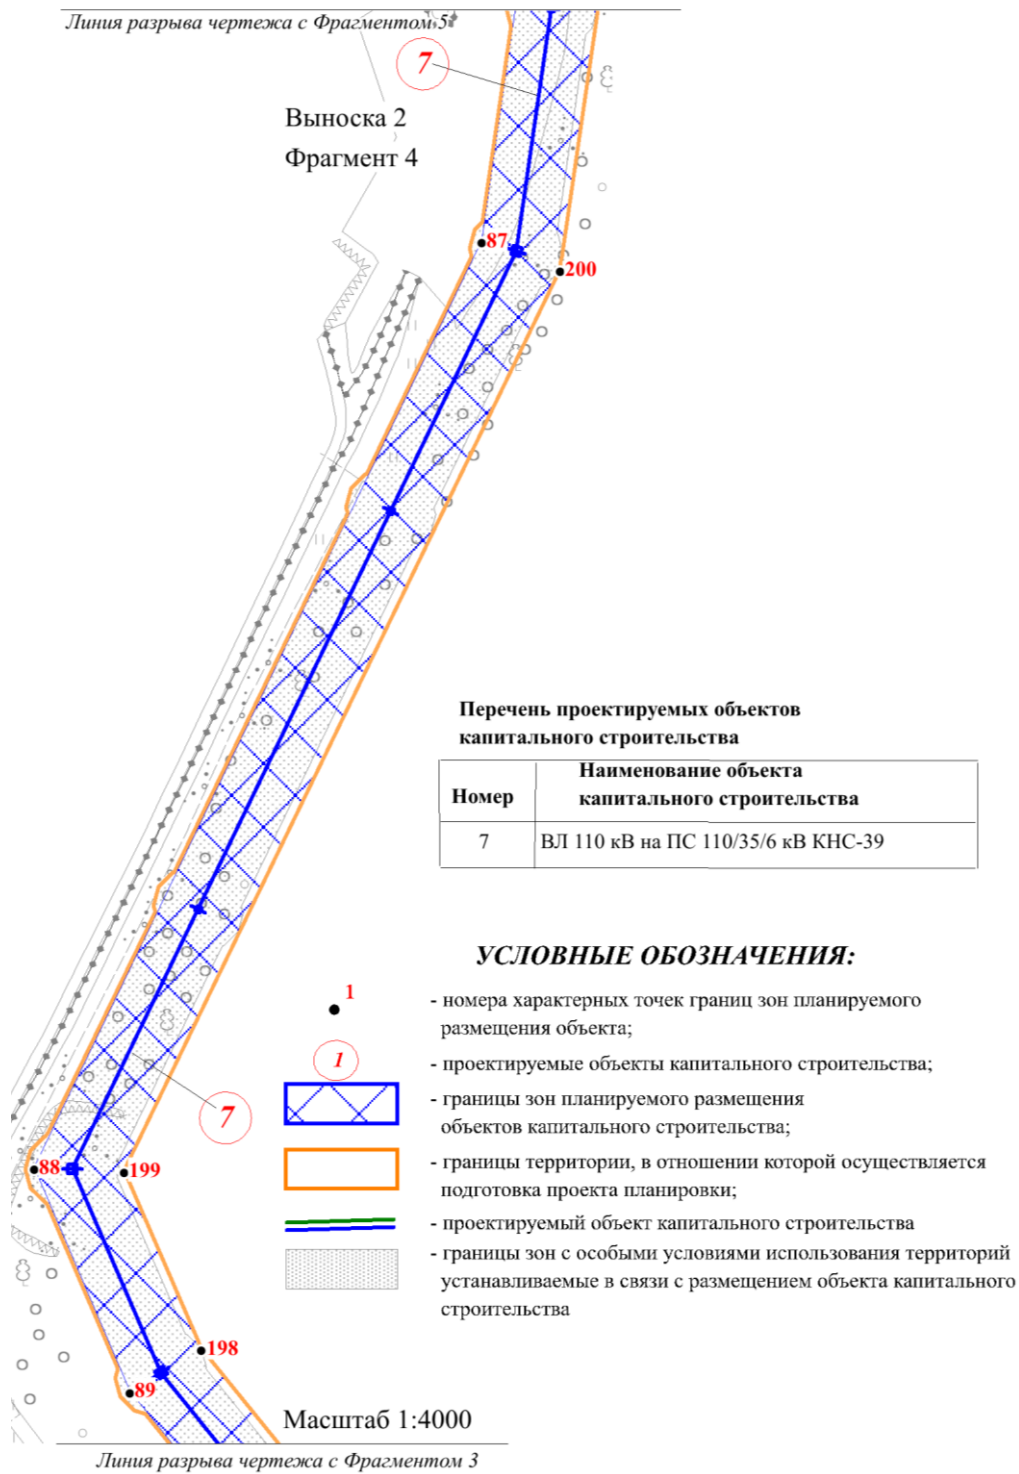 Линия разрыва чертежа с Фрагментом 5
7
Выноска 2
Фрагмент 4
87
200
Перечень проектируемых объектов
капитального строительства
Номер
Наименование объекта
капитального строительства
7
ВЛ 110 кВ на ПС 110/35/6 кВ КНС-39
УСЛОВНЫЕ ОБОЗНАЧЕНИЯ:
1
- номера характерных точек границ зон планируемого
размещения объекта;
1
- проектируемые объекты капитального строительства;
- границы зон планируемого размещения
объектов капитального строительства;
7
88
199
- границы территории, в отношении которой осуществляется
подготовка проекта планировки;
- проектируемый объект капитального строительства
- границы зон с особыми условиями использования территорий
устанавливаемые в связи с размещением объекта капитального
строительства
198
89
Масштаб 1:4000
Линия разрыва чертежа с Фрагментом 3